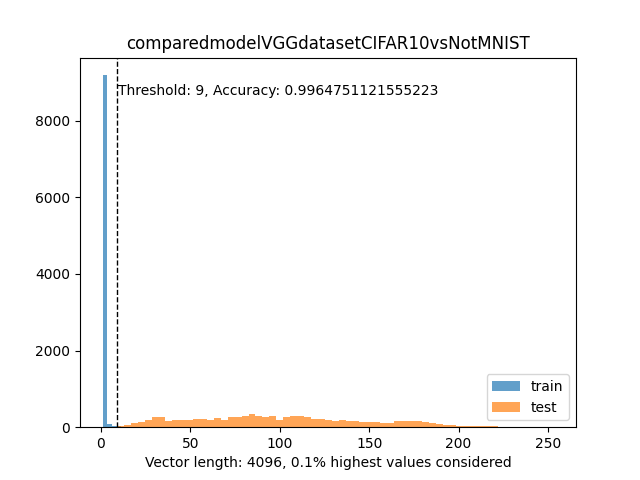 comparedmodelVGGdatasetCIFAR10vsNotMNIST
Threshold: 9, Accuracy: 0.9964751121555223
8000
6000
4000
2000
0
train
test
0 50 100 150 200 250
Vector length: 4096, 0.1% highest values considered